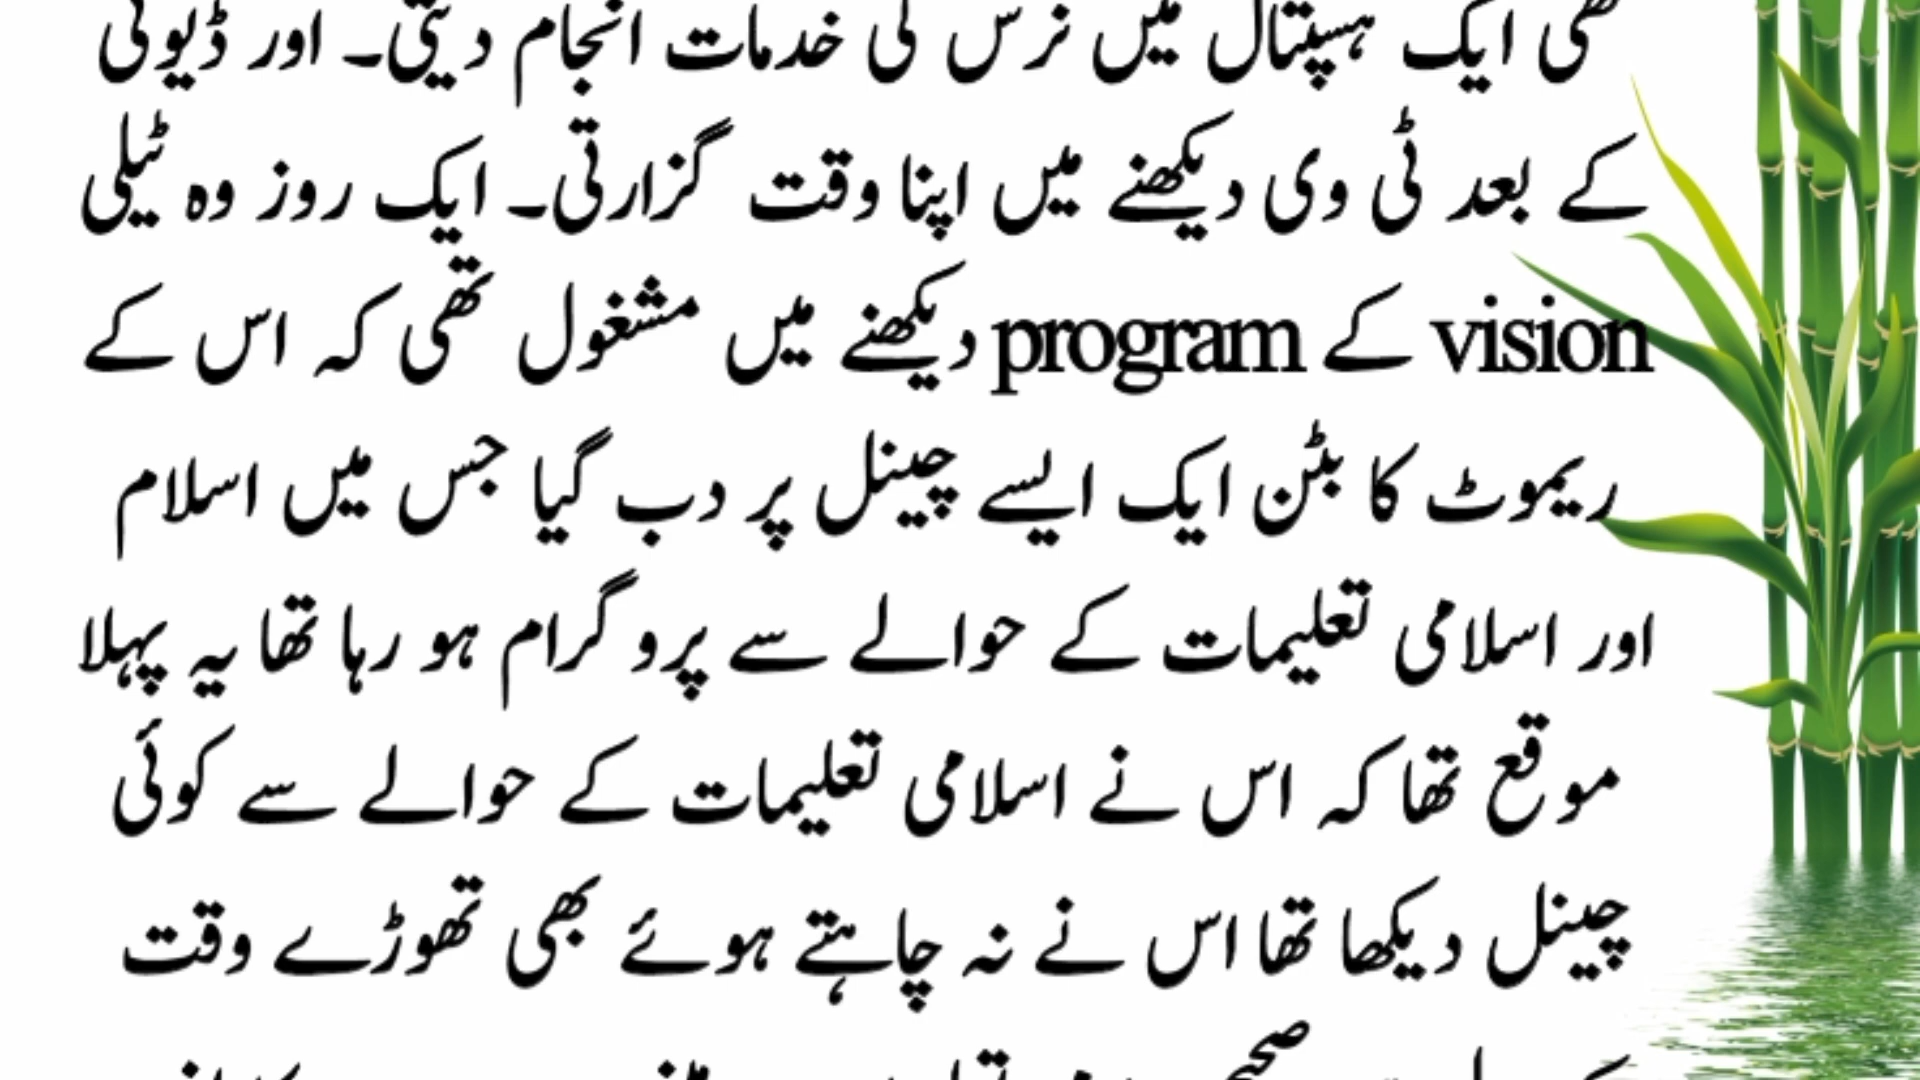 تھی ایک ہسپتال میں نرس کی خدمات انجام دیتی۔ اور ڈیوٹی
کے بعد ٹی وی دیکھنے میں اپنا وقت گزارتی۔ ایک روز وہ ٹیلی
vision کے program دیکھنے میں مشغول تھی کہ اس کے
ریموٹ کا بٹن ایک ایسے چینل پر دب گیا جس میں اسلام
اور اسلامی تعلیمات کے حوالے سے پروگرام ہو رہا تھا یہ پہلا
موقع تھا کہ اس نے اسلامی تعلیمات کے حوالے سے کوئی
چینل دیکھا تھا اس نے نہ چاہتے ہوئے بھی تھوڑے وقت